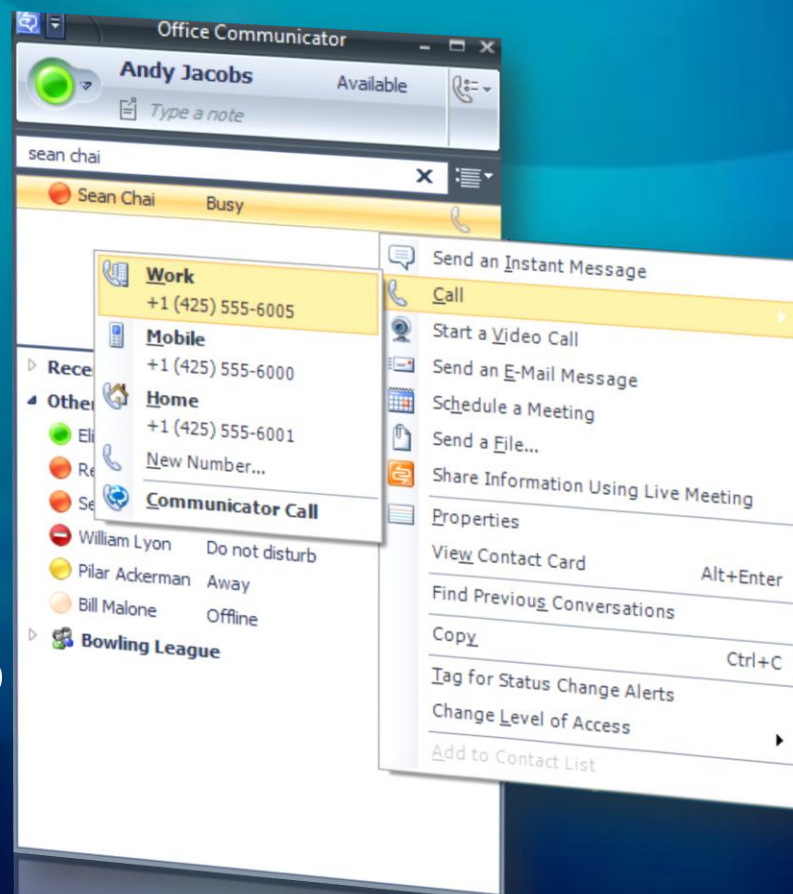 Office Communicator
Andy Jacobs Available
Type a note
sean chai
Sean Chai Busy
Work
+1 (425) 555-6005
Mobile
+1 (425) 555-6000
Home
+1 (425) 555-6001
New Number...
Communicator Call
Send an Instant Message
Call
Start a Video Call
Send an E-Mail Message
Schedule a Meeting
Send a File...
Share Information Using Live Meeting
Properties
View Contact Card Alt+Enter
Find Previous Conversations
Copy Ctrl+C
Tag for Status Change Alerts
Change Level of Access
Add to Contact List
William Lyon Do not disturb
Pilar Ackerman Away
Bill Malone Offline
Bowling League